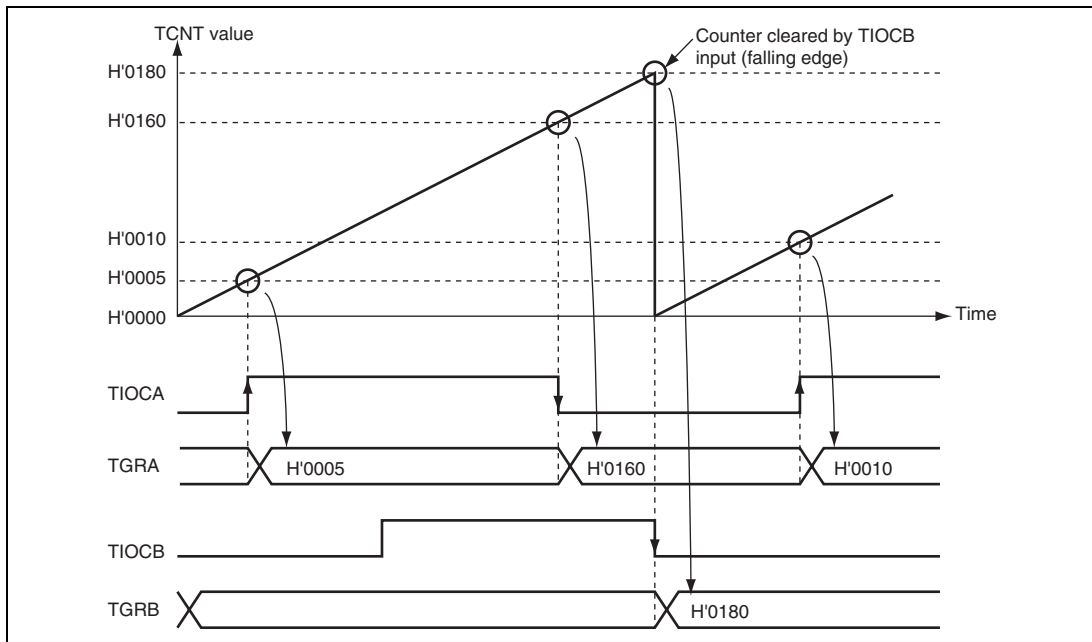 TCNT value
Counter cleared by TIOCB
input (falling edge)
H'0180
H'0160
H'0010
H'0005
H'0000
Time
TIOCA
TGRA
H'0005
H'0160
H'0010
TIOCB
TGRB
H'0180